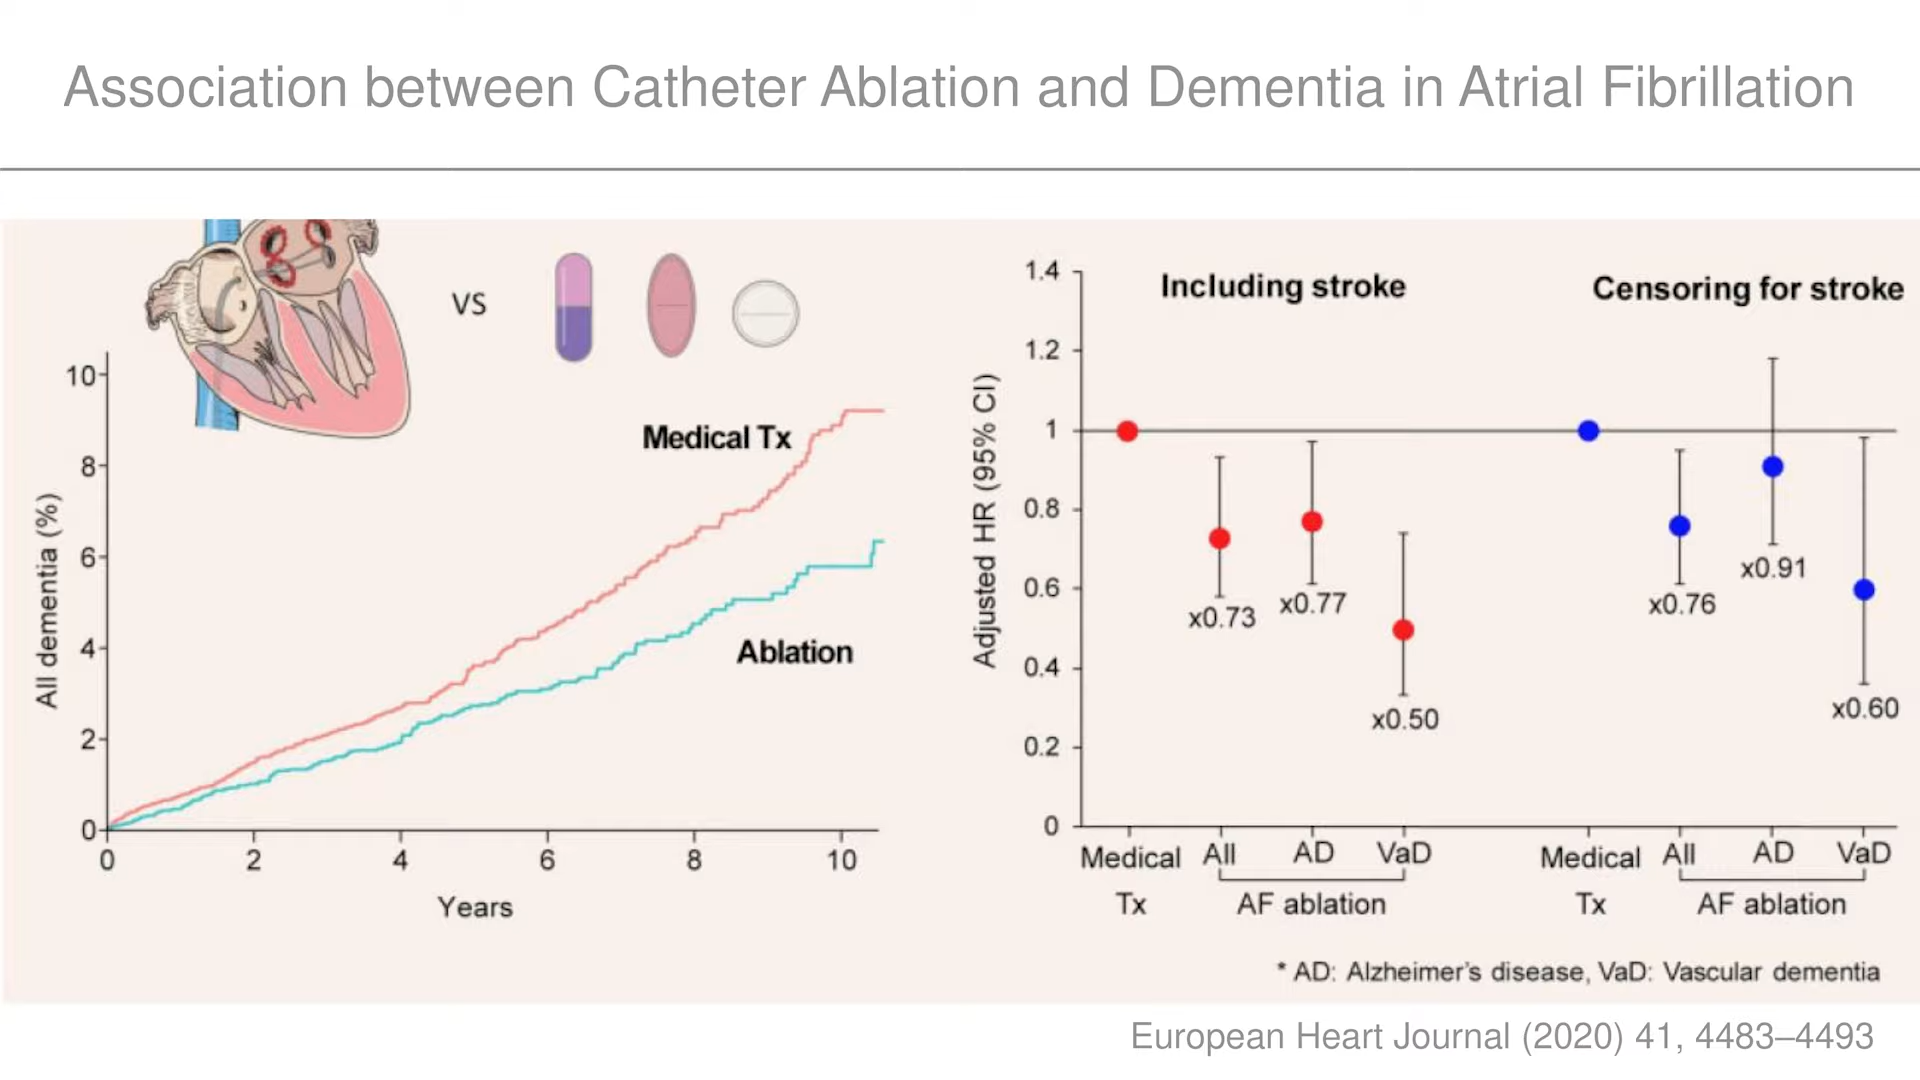 Association between Catheter Ablation and Dementia in Atrial Fibrillation
VS
Medical Tx
Ablation
All dementia (%)
10
8
6
4
2
0
0 2 4 6 8 10
Years
Including stroke
Censoring for stroke
Adjusted HR (95% CI)
1.4
1.2
1
0.8
0.6
0.4
0.2
0
x0.73
x0.77
x0.50
x0.76
x0.91
x0.60
Medical All AD VaD Medical All AD VaD
Tx AF ablation Tx AF ablation
* AD: Alzheimer's disease, VaD: Vascular dementia
European Heart Journal (2020) 41, 4483–4493